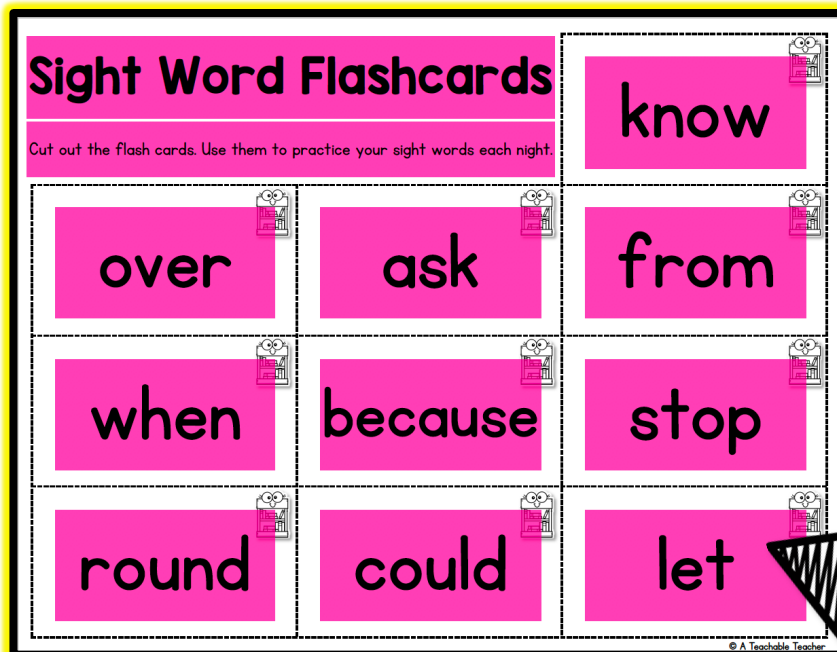 Sight Word Flashcards
Cut out the flash cards. Use them to practice your sight words each night.
know
over
ask
from
when
because
stop
round
could
let
© A Teachable Teacher